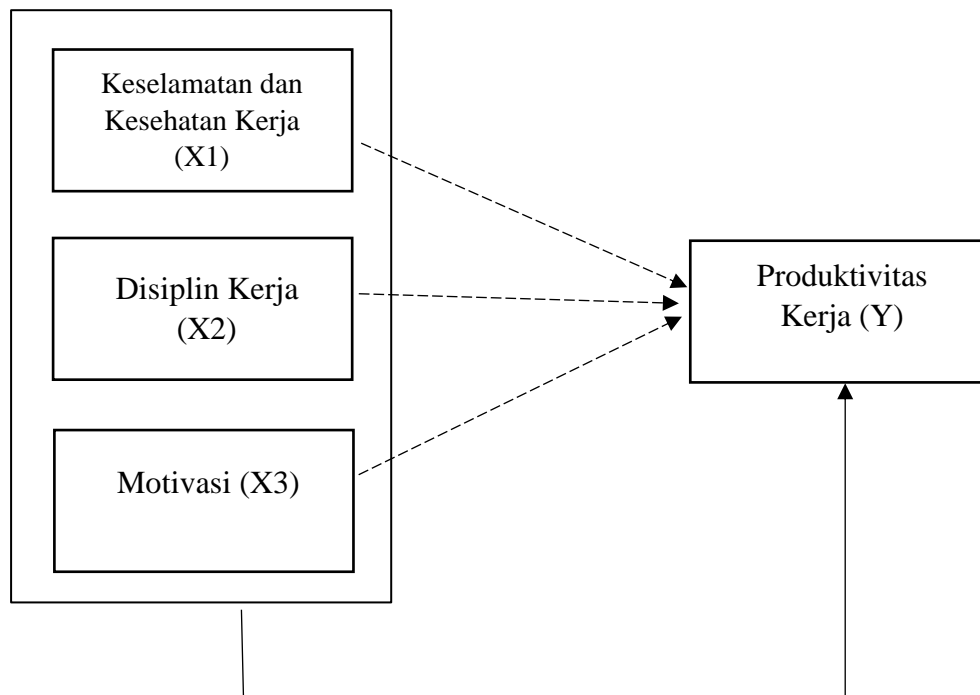 Keselamatan dan
Kesehatan Kerja
(X1)
Disiplin Kerja
(X2)
Motivasi (X3)
Produktivitas
Kerja (Y)